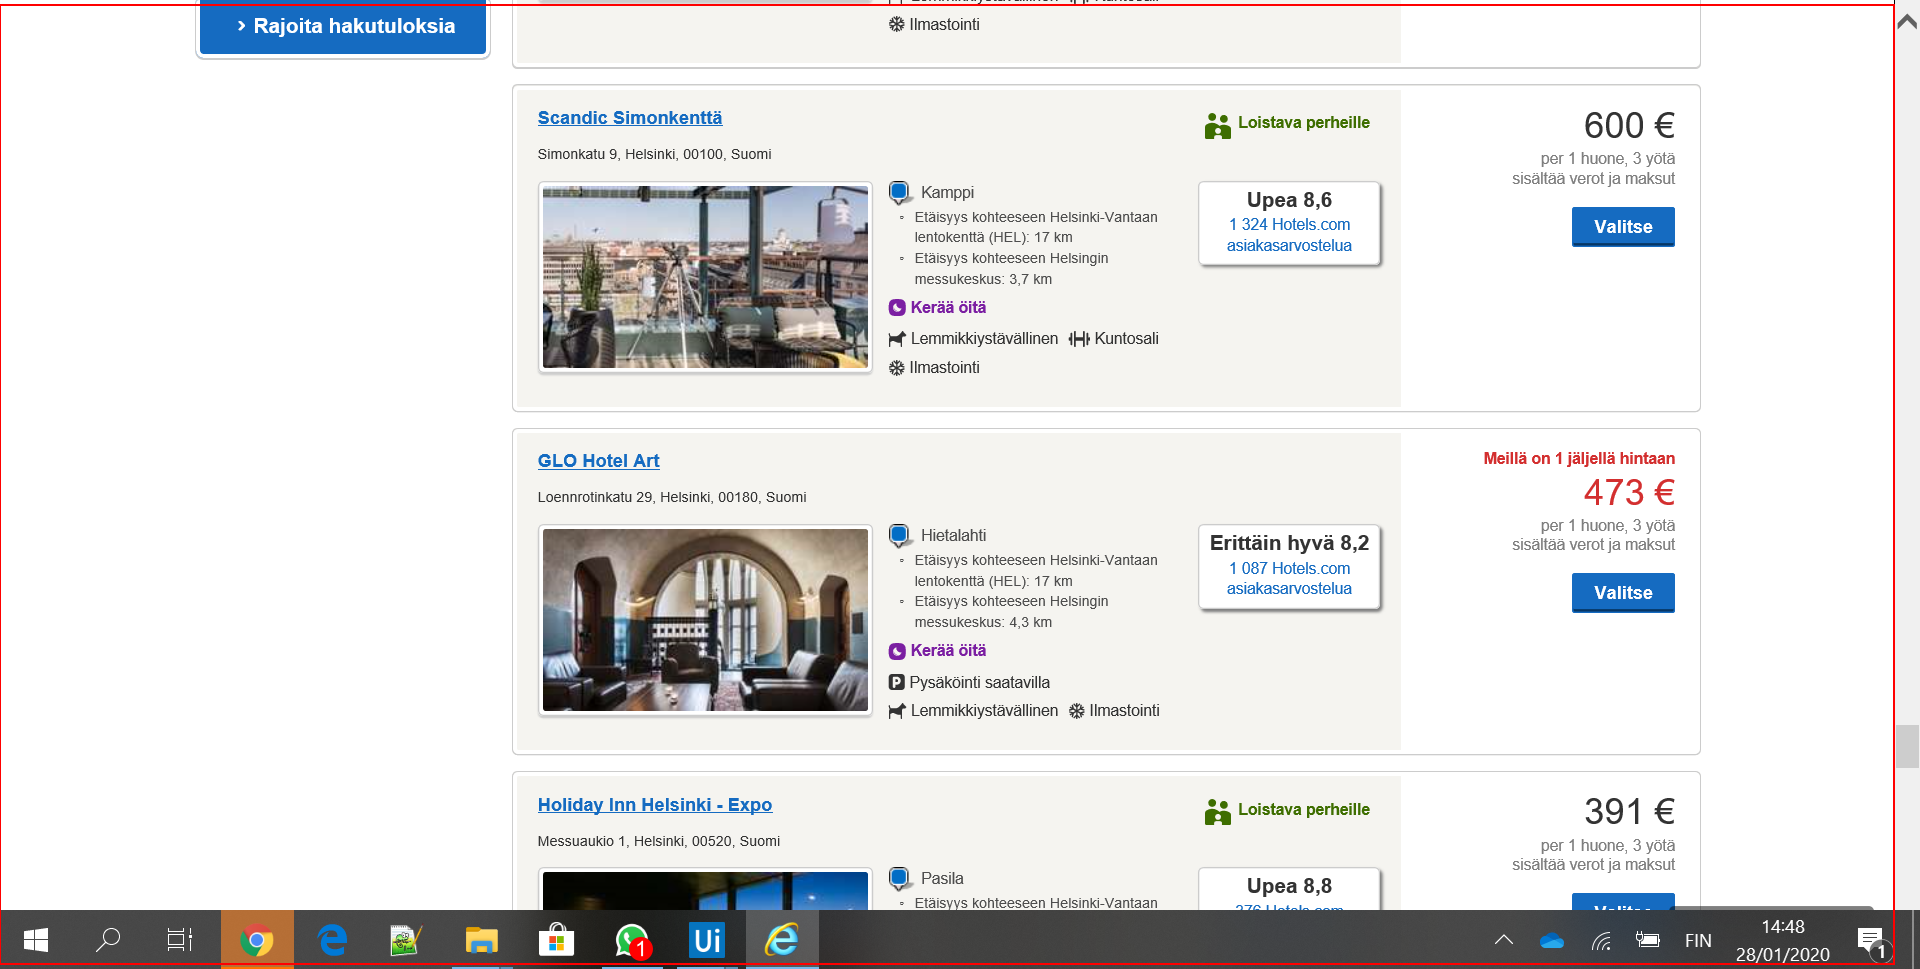 › Rajoita hakutuloksia
Ilmastointi
Scandic Simonkenttä
Simonkatu 9, Helsinki, 00100, Suomi
Loistava perheille
Kamppi
Etäisyys kohteeseen Helsinki-Vantaan
lentokenttä (HEL): 17 km
Etäisyys kohteeseen Helsingin
messukeskus: 3,7 km
Kerää öitä
Lemmikkiystävällinen Kuntosali
Ilmastointi
Upea 8,6
1 324 Hotels.com
asiakasarvostelua
600 €
per 1 huone, 3 yötä
sisältää verot ja maksut
Valitse
GLO Hotel Art
Loennrotinkatu 29, Helsinki, 00180, Suomi
Hietalahti
Etäisyys kohteeseen Helsinki-Vantaan
lentokenttä (HEL): 17 km
Etäisyys kohteeseen Helsingin
messukeskus: 4,3 km
Kerää öitä
P Pysäköinti saatavilla
Lemmikkiystävällinen Ilmastointi
Erittäin hyvä 8,2
1 087 Hotels.com
asiakasarvostelua
Meillä on 1 jäljellä hintaan
473 €
per 1 huone, 3 yötä
sisältää verot ja maksut
Valitse
Holiday Inn Helsinki - Expo
Messuaukio 1, Helsinki, 00520, Suomi
Loistava perheille
Pasila
Etäisyys kohteeseen Helsinki-Vantaan
Upea 8,8
376 Hotels.com
391 €
per 1 huone, 3 yötä
sisältää verot ja maksut
Valitse
1
Ui
FIN
14:48
28/01/2020
1